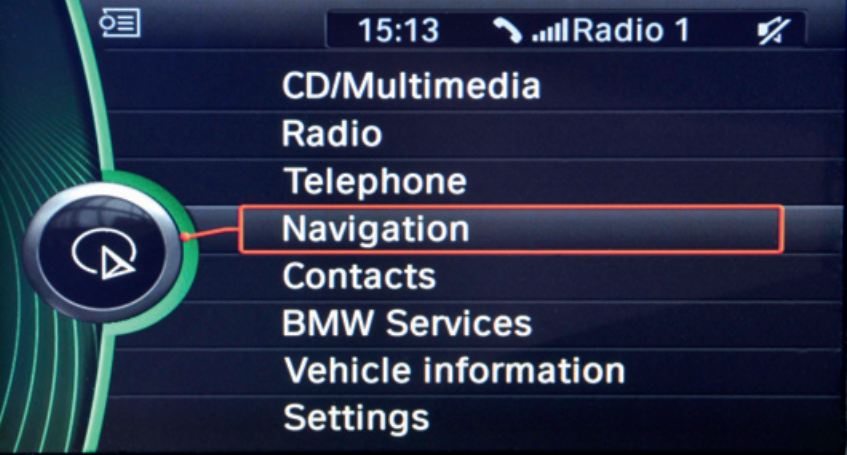 15:13 Radio 1
CD/Multimedia
Radio
Telephone
Navigation
Contacts
BMW Services
Vehicle information
Settings